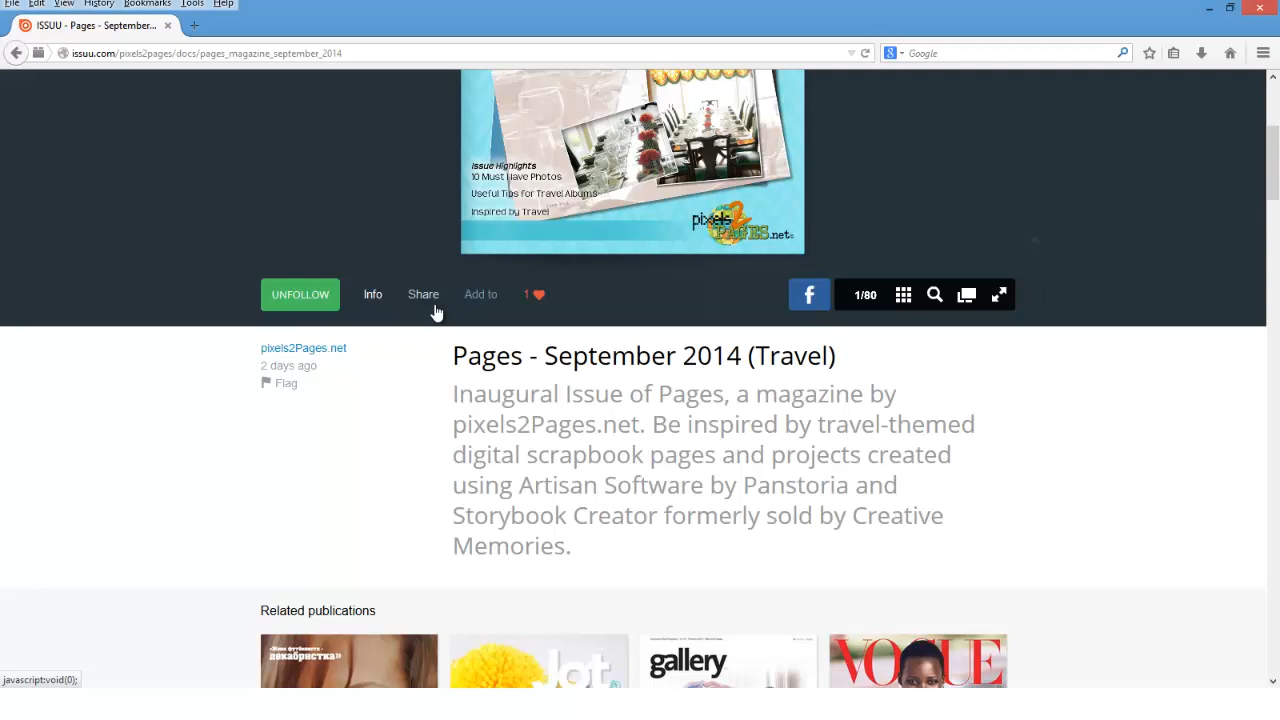 File Edit View History Bookmarks Tools Help
ISSUU - Pages - September...
issuu.com/pixels2pages/docs/pages_magazine_september_2014
Google
Issue Highlights
10 Must Have Photos
Useful Tips for Travel Albums
Inspired by Travel
pixels2PAGES.net
UNFOLLOW Info Share Add to 1 f 1/80
pixels2Pages.net
2 days ago
Flag
Pages - September 2014 (Travel)
Inaugural Issue of Pages, a magazine by
pixels2Pages.net. Be inspired by travel-themed
digital scrapbook pages and projects created
using Artisan Software by Panstoria and
Storybook Creator formerly sold by Creative
Memories.
Related publications
декабристка»
Jot
gallery
VOGUE
javascript:void(0);